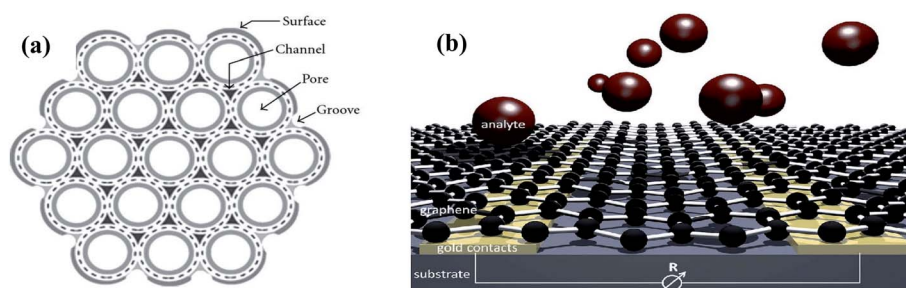 (a)
Surface
Channel
Pore
Groove
(b)
analyte
graphene
gold contacts
substrate
R